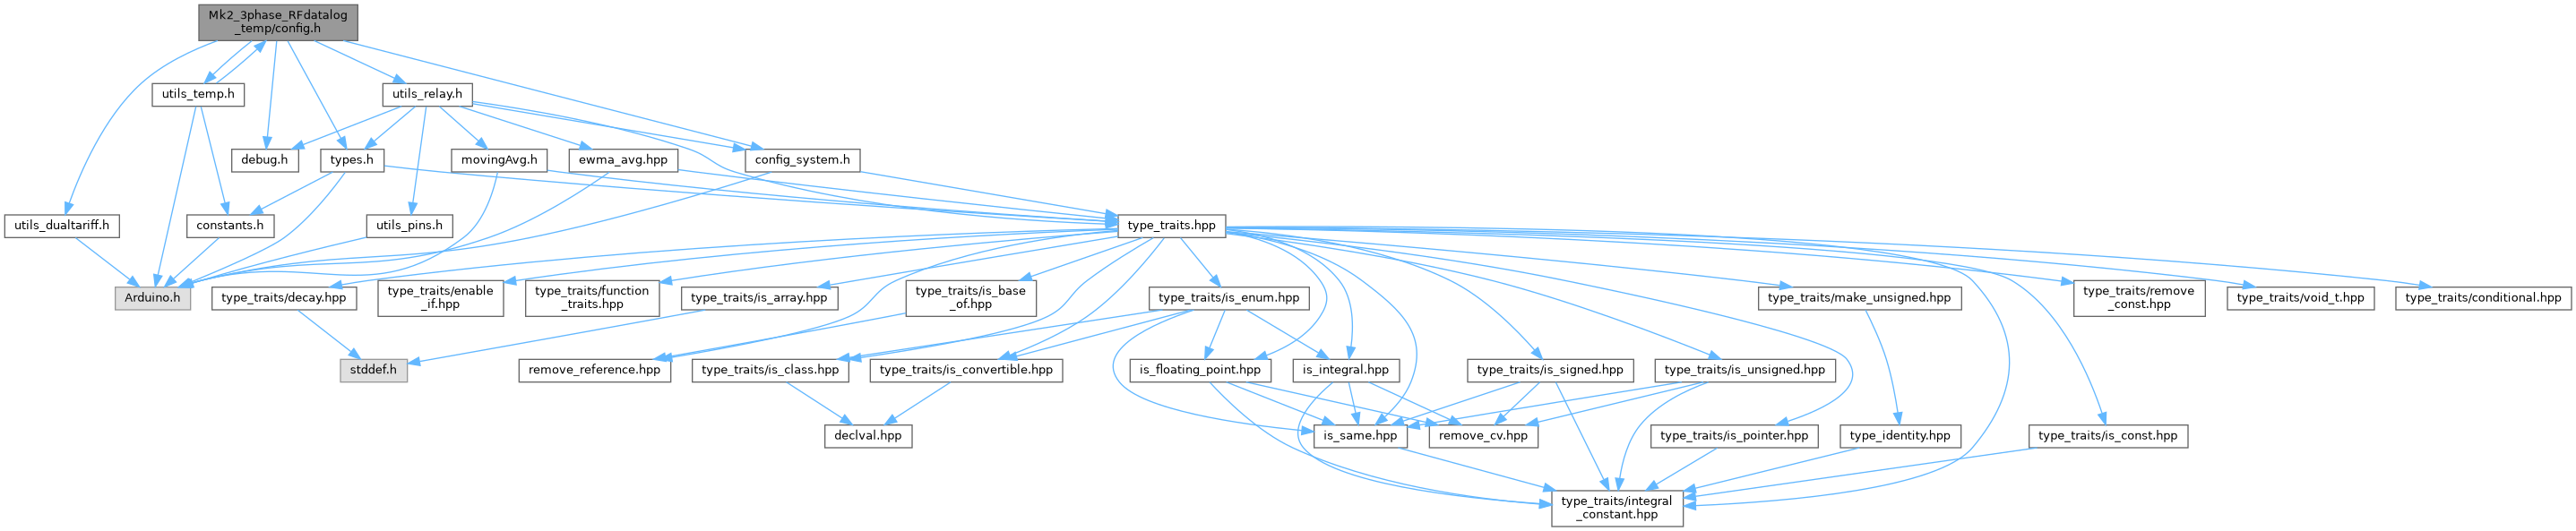 Mk2_3phase_RFdatalog
_temp/config.h
utils_temp.h
utils_relay.h
debug.h
types.h
movingAvg.h
ewma_avg.hpp
config_system.h
utils_dualtariff.h
constants.h
utils_pins.h
type_traits.hpp
Arduino.h
type_traits/decay.hpp
type_traits/enable
_if.hpp
type_traits/function
_traits.hpp
type_traits/is_array.hpp
type_traits/is_base
_of.hpp
type_traits/is_enum.hpp
type_traits/make_unsigned.hpp
type_traits/remove
_const.hpp
type_traits/void_t.hpp
type_traits/conditional.hpp
stddef.h
remove_reference.hpp
type_traits/is_class.hpp
type_traits/is_convertible.hpp
is_floating_point.hpp
is_integral.hpp
type_traits/is_signed.hpp
type_traits/is_unsigned.hpp
declval.hpp
is_same.hpp
remove_cv.hpp
type_traits/is_pointer.hpp
type_identity.hpp
type_traits/is_const.hpp
type_traits/integral
_constant.hpp